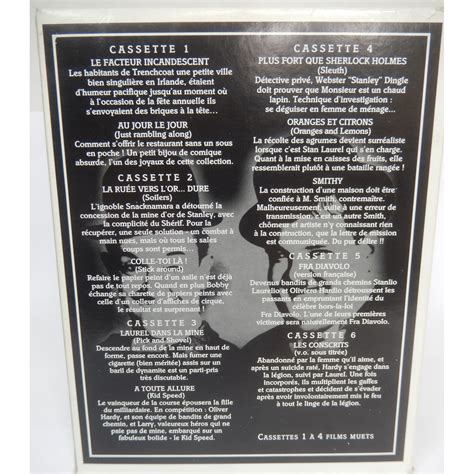 CASSETTE 1
LE FACTEUR INCANDESCENT
Les habitants de Trenchcoat une petite ville
bien singulière en Irlande, étaient
d'humeur pacifique jusqu'au moment où
à l'occasion de la fête annuelle ils
s'envoyaient des briques à la tête...
AU JOUR LE JOUR
(Just rambling along)
Comment s'offrir le restaurant sans un sous
en poche ! Un petit bijou de comique
absurde, l'un des joyaux de cette collection.
CASSETTE 2
LA RUÉE VERS L'OR... DURE
(Soilers)
L'ignoble Snacknamara a détourné la
concession de la mine d'or de Stanley, avec
la complicité du Shérif. Pour la
récupérer, une seule solution - un combat à
main nues, mais où tous les sales
coups sont permis...
COLLE-TOI LÀ !
(Stick around)
Refaire le papier peint d'un asile n'est déjà
pas de tout repos. Quand en plus Bobby
échange sa charette de papiers peints avec
celle d'un colleur d'affiches de cirque,
le résultat est surprenant !
CASSETTE 3
LAUREL DANS LA MINE
(Pick and Shovel)
Descendre au fond de la mine en haut de
forme, passe encore. Mais fumer une
cigarette (bien méritée) assis sur un
baril de dynamite est un parti-pris
très discutable.
A TOUTE ALLURE
(Kid Speed)
Le vainqueur de la course épousera la fille
du milliardaire. En compétition : Oliver
Hardy, et son équipe de bandits de grand
chemin, et Larry, valeureux héros qui ne
paie pas de mine, embarqué dans un
fabuleux bolide - le Kid Speed.
CASSETTE 4
PLUS FORT QUE SHERLOCK HOLMES
(Sleuth)
Détective privé, Webster "Stanley" Dingle
doit prouver que Monsieur est un chaud
lapin. Technique d'investigation :
se déguiser en femme de ménage...
ORANGES ET CITRONS
(Oranges and Lemons)
La récolte des agrumes devient surréaliste
lorsque c'est Stan Laurel qui s'en charge.
Quant à la mise en caisses des fruits, elle
ressemblerait plutôt à une bataille rangée !
SMITHY
La construction d'une maison doit être
confiée à M. Smith, contremaître.
Malheureusement, suite à une erreur de
transmission, c'est un autre Smith,
chômeur et artiste n'y connaissant rien
à la construction, que la lettre de mission
est communiquée. Du pur délire !!
CASSETTE 5
FRA DIAVOLO
(version française)
Devenus bandits de grands chemins Stanlio
Laurelio et Oliviero Hardio détroussent les
passants en empruntant l'identité du
célèbre hors-la-loi
Fra Diavolo. L'une de leurs premières
victimes sera naturellement Fra Diavolo.
CASSETTE 6
LES CONSCRITS
(v.o. sous titrée)
Abandonné par la femme qu'il aime, et
après un suicide raté, Hardy s'engage dans
la légion, suivi par Laurel. Une fois
incorporés, ils multiplient les gaffes
et catastrophes et décident de s'évader
après avoir involontairement mis le feu
à tout le linge de la légion.
CASSETTES 1 À 4 FILMS MUETS